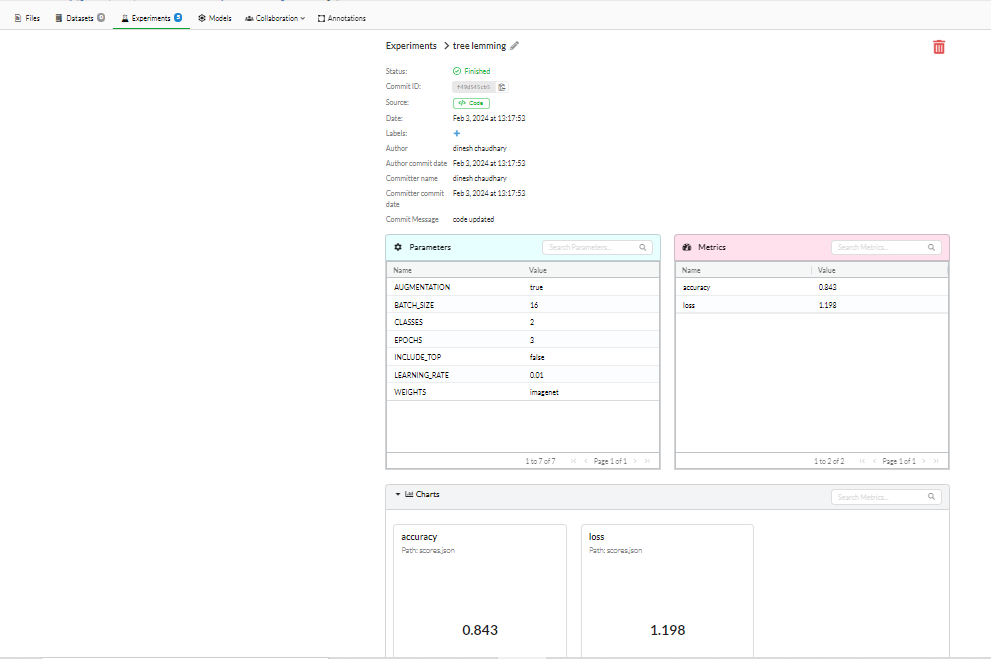 Files Datasets 0 Experiments 5 Models Collaboration Annotations
Experiments > tree lemming
Status: Finished
Commit ID:
Source: </> Code
Date: Feb 3, 2024 at 13:17:53
Labels: +
Author dinesh chaudhary
Author commit date Feb 3, 2024 at 13:17:53
Committer name dinesh chaudhary
Committer commit date Feb 3, 2024 at 13:17:53
Commit Message code updated
Parameters Search Parameters...
Name Value
AUGMENTATION true
BATCH_SIZE 16
CLASSES 2
EPOCHS 3
INCLUDE_TOP false
LEARNING_RATE 0.01
WEIGHTS imagenet
1 to 7 of 7 Page 1 of 1
Metrics Search Metrics...
Name Value
accuracy 0.843
loss 1.198
1 to 2 of 2 Page 1 of 1
Charts Search Metrics...
accuracy
Path: scores.json
0.843
loss
Path: scores.json
1.198